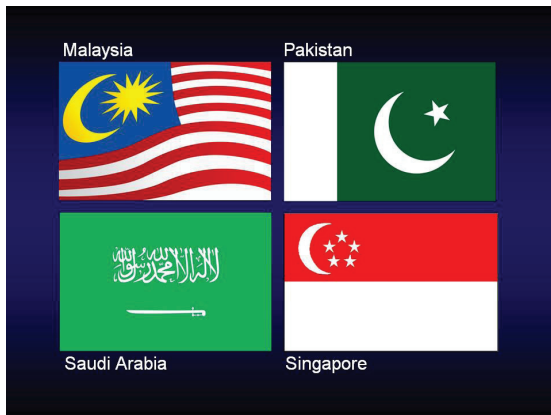 Malaysia
Pakistan
لا إله إلا الله محمد رسول الله
Saudi Arabia
Singapore